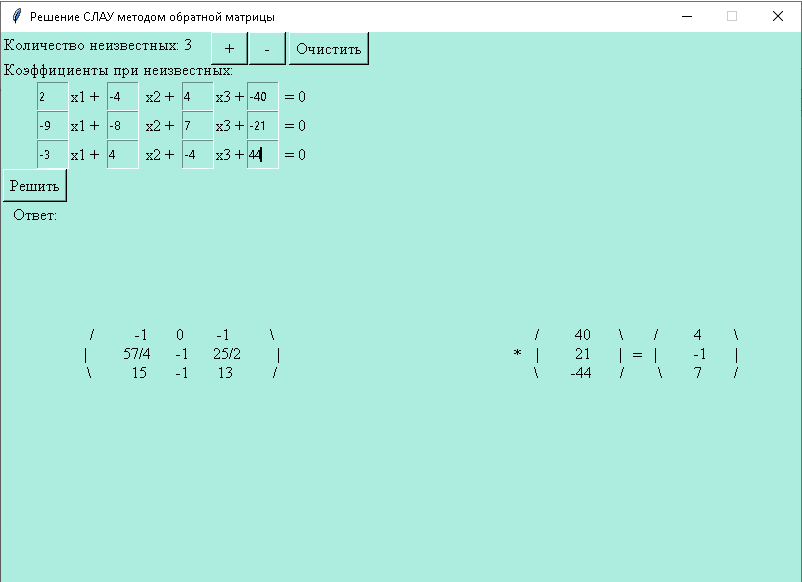 Решение СЛАУ методом обратной матрицы
Количество неизвестных: 3 + - Очистить
Коэффициенты при неизвестных:
2 x1 + -4 x2 + 4 x3 + -40 = 0
-9 x1 + -8 x2 + 7 x3 + -21 = 0
-3 x1 + 4 x2 + -4 x3 + 44 = 0
Решить
Ответ:
/ -1 0 -1 \ / 40 \ / 4 \
| 57/4 -1 25/2 | * | 21 | = | -1 |
\ 15 -1 13 / \ -44 / \ 7 /